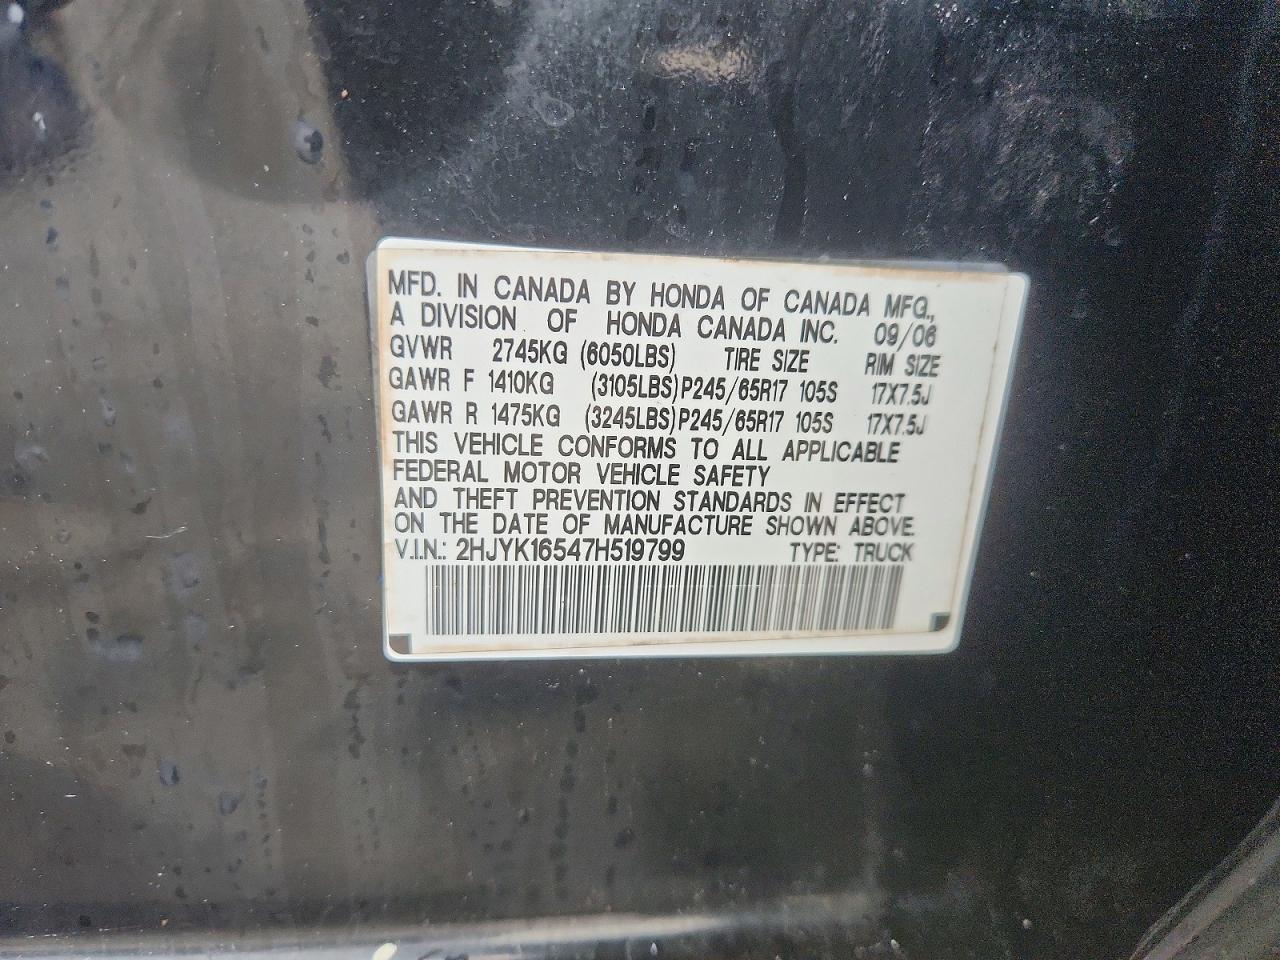 MFD. IN CANADA BY HONDA OF CANADA MFG.,
A DIVISION OF HONDA CANADA INC. 09/06
GVWR 2745KG (6050LBS) TIRE SIZE RIM SIZE
GAWR F 1410KG (3105LBS) P245/65R17 105S 17X7.5J
GAWR R 1475KG (3245LBS) P245/65R17 105S 17X7.5J
THIS VEHICLE CONFORMS TO ALL APPLICABLE
FEDERAL MOTOR VEHICLE SAFETY
AND THEFT PREVENTION STANDARDS IN EFFECT
ON THE DATE OF MANUFACTURE SHOWN ABOVE.
V.I.N.: 2HJYK16547H519799 TYPE: TRUCK